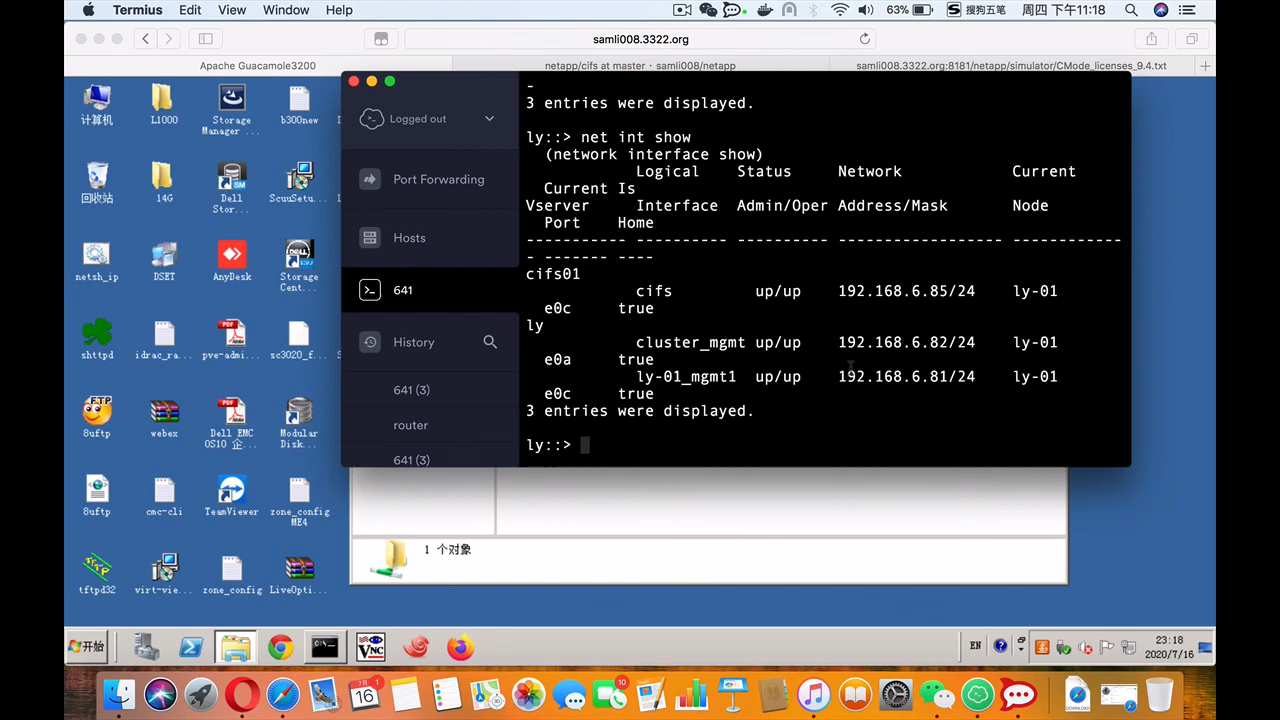 Termius Edit View Window Help 63% 搜狗五笔 周四 下午11:18
samli008.3322.org
Apache Guacamole3200 netapp/cifs at master · samli008/netapp samli008.3322.org:8181/netapp/simulator/CMode_licenses_9.4.txt
计算机 L1000 Storage Manager ... b300new
回收站 14G Dell Stor... ScuuSetu...
netsh_ip DSET AnyDesk Storage Cent...
shttpd idrac_ra... pve-admi... sc3020_f...
8uftp webex Dell EMC OS10 企... Modular Disk...
8uftp cmc-cli TeamViewer zone_config ME4
tftpd32 virt-vie... zone_config LiveOpti...
Logged out
Port Forwarding
Hosts
641
History
641 (3)
router
641 (3)
-
3 entries were displayed.
ly::> net int show
(network interface show)
Logical Status Network Current
Current Is
Vserver Interface Admin/Oper Address/Mask Node
Port Home
----------- ---------- ---------- ------------------ ------------
- ------- ----
cifs01
cifs up/up 192.168.6.85/24 ly-01
e0c true
ly
cluster_mgmt up/up 192.168.6.82/24 ly-01
e0a true
ly-01_mgmt1 up/up 192.168.6.81/24 ly-01
e0c true
3 entries were displayed.
ly::>
1 个对象
开始 EN 23:18
2020/7/16